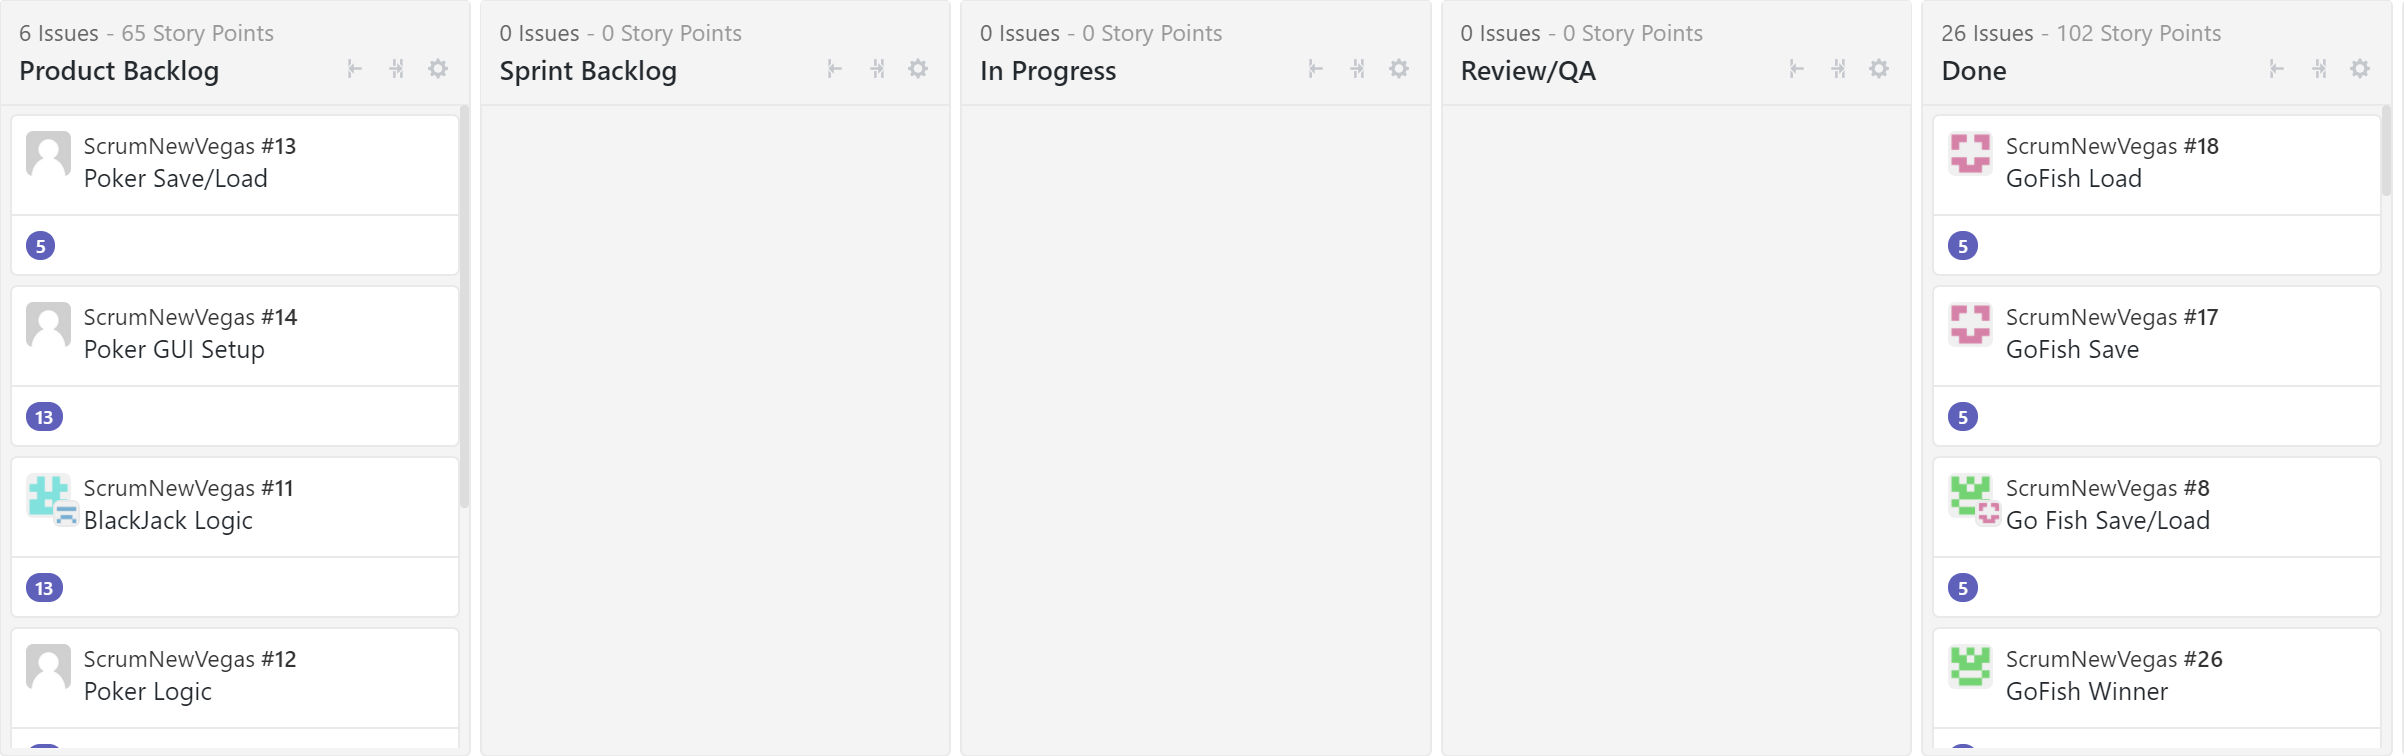 6 Issues - 65 Story Points
Product Backlog
ScrumNewVegas #13
Poker Save/Load
5
ScrumNewVegas #14
Poker GUI Setup
13
ScrumNewVegas #11
BlackJack Logic
13
ScrumNewVegas #12
Poker Logic
0 Issues - 0 Story Points
Sprint Backlog
0 Issues - 0 Story Points
In Progress
0 Issues - 0 Story Points
Review/QA
26 Issues - 102 Story Points
Done
ScrumNewVegas #18
GoFish Load
5
ScrumNewVegas #17
GoFish Save
5
ScrumNewVegas #8
Go Fish Save/Load
5
ScrumNewVegas #26
GoFish Winner